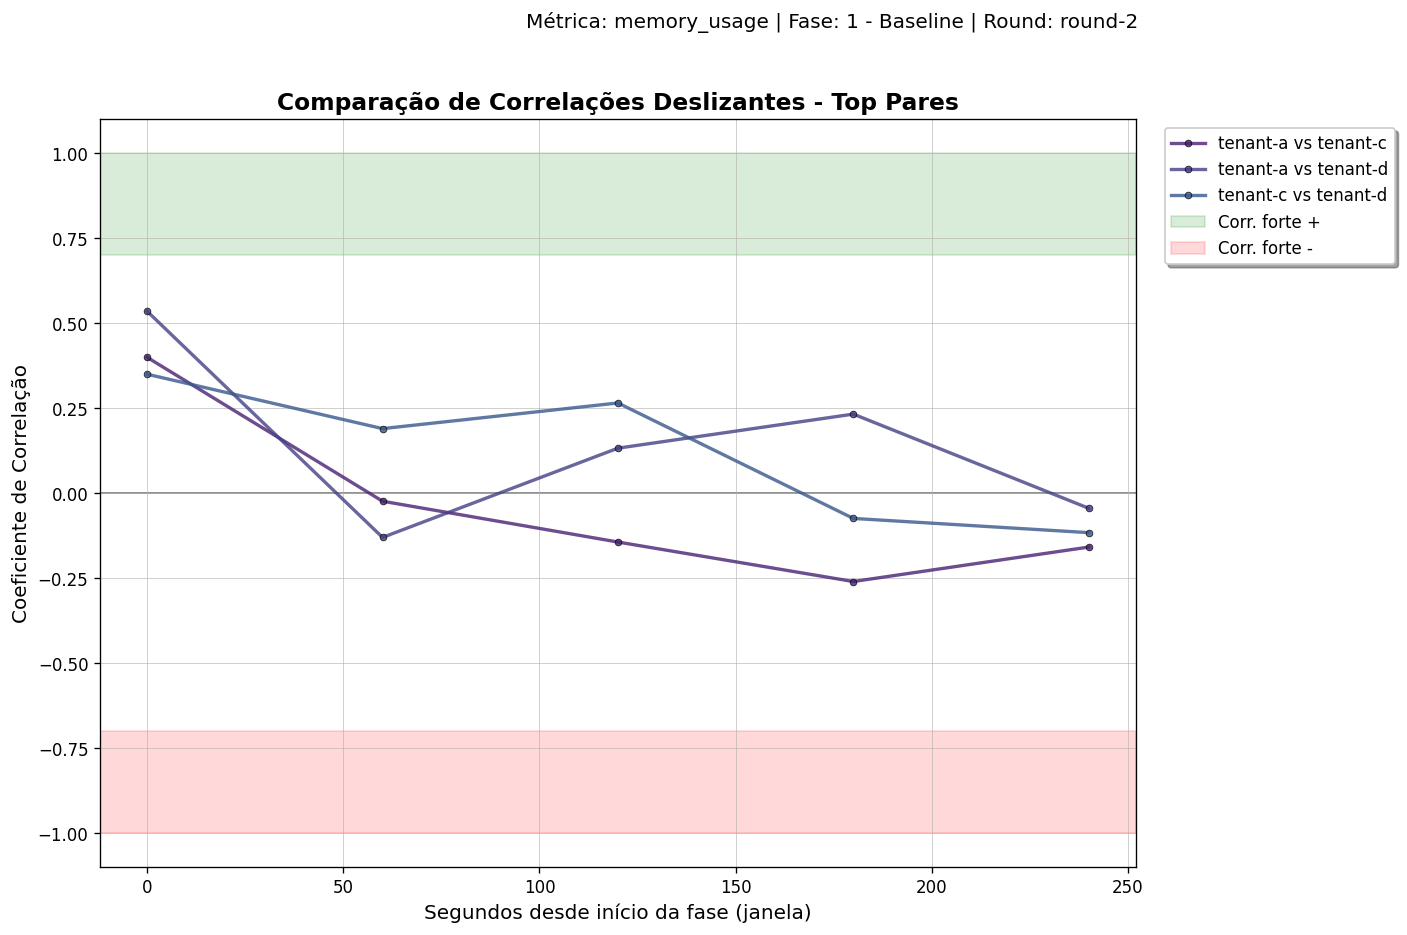 Métrica: memory_usage | Fase: 1 - Baseline | Round: round-2
Comparação de Correlações Deslizantes - Top Pares
tenant-a vs tenant-c
tenant-a vs tenant-d
tenant-c vs tenant-d
Corr. forte +
Corr. forte -
Coeficiente de Correlação
1.00
0.75
0.50
0.25
0.00
−0.25
−0.50
−0.75
−1.00
0 50 100 150 200 250
Segundos desde início da fase (janela)